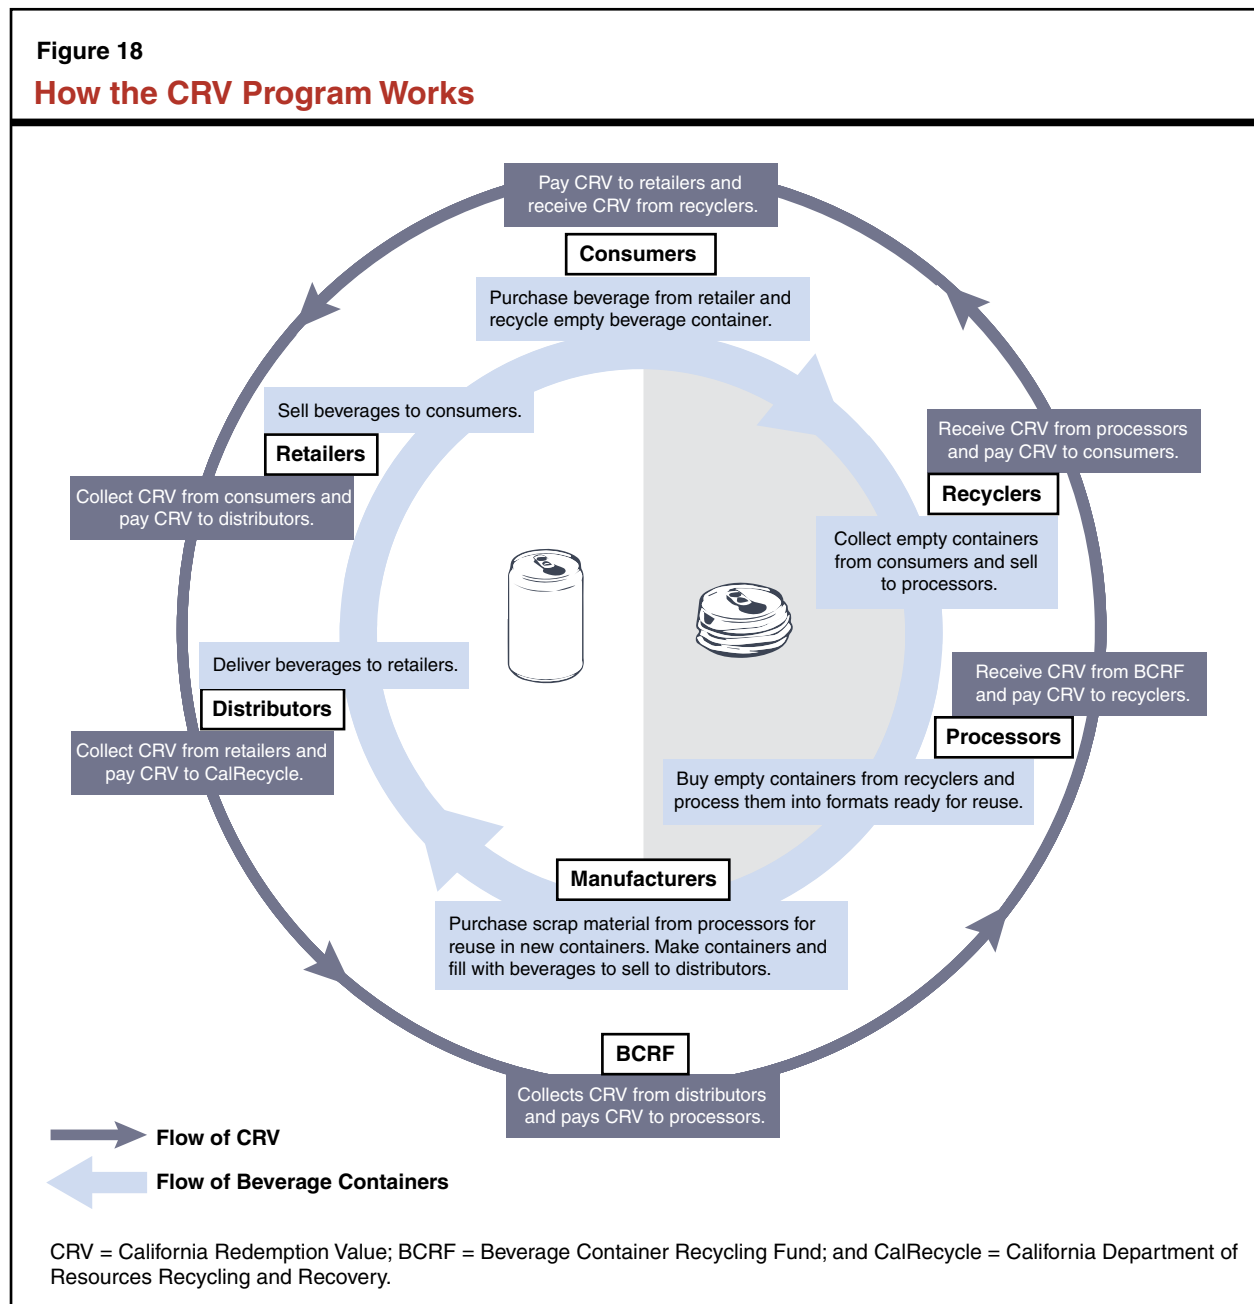 Figure 18
How the CRV Program Works
Pay CRV to retailers and
receive CRV from recyclers.
Consumers
Purchase beverage from retailer and
recycle empty beverage container.
Sell beverages to consumers.
Retailers
Collect CRV from consumers and
pay CRV to distributors.
Receive CRV from processors
and pay CRV to consumers.
Recyclers
Collect empty containers
from consumers and sell
to processors.
Deliver beverages to retailers.
Distributors
Collect CRV from retailers and
pay CRV to CalRecycle.
Receive CRV from BCRF
and pay CRV to recyclers.
Processors
Buy empty containers from recyclers and
process them into formats ready for reuse.
Manufacturers
Purchase scrap material from processors for
reuse in new containers. Make containers and
fill with beverages to sell to distributors.
BCRF
Collects CRV from distributors
and pays CRV to processors.
Flow of CRV
Flow of Beverage Containers
CRV = California Redemption Value; BCRF = Beverage Container Recycling Fund; and CalRecycle = California Department of
Resources Recycling and Recovery.